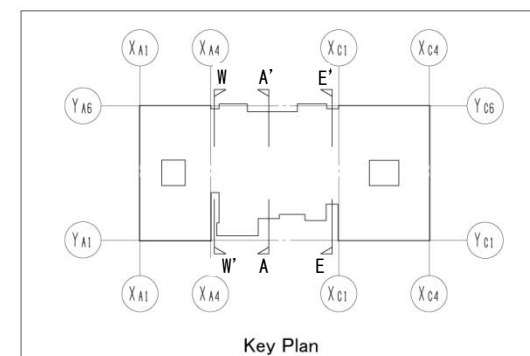 XA1 XA4 XC1 XC4
W A' E'
YA6 YC6
YA1 YC1
W' A E
XA1 XA4 XC1 XC4
Key Plan